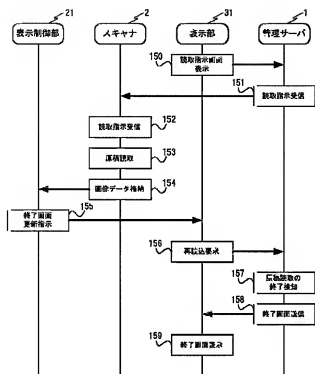 21
表示制御部
2
スキャナ
31
表示部
1
管理サーバ
150
読取指示画面
表示
151
読取指示受信
152
読取指示受信
153
原稿読取
154
画像データ格納
155
終了画面
更新指示
156
再読込要求
157
原稿読取の
終了検知
158
終了画面送信
159
終了画面表示